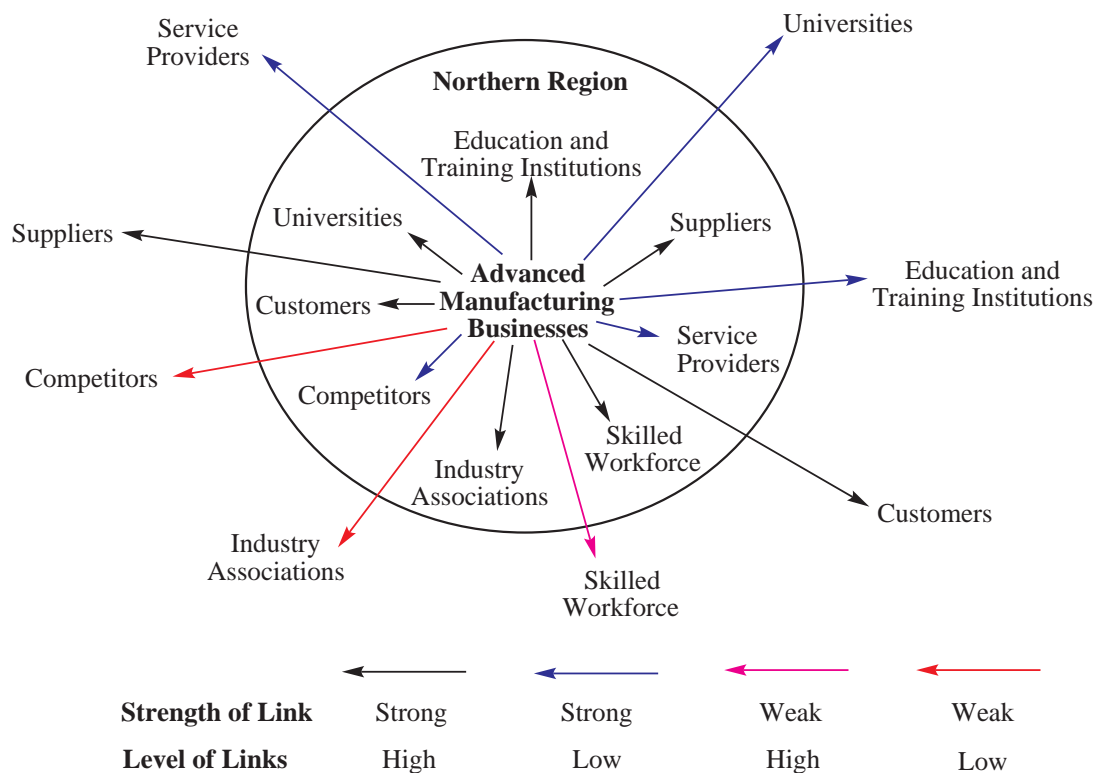 Service
Providers
Universities
Northern Region
Education and
Training Institutions
Universities
Suppliers
Suppliers
Advanced
Manufacturing
Businesses
Education and
Training Institutions
Customers
Service
Providers
Competitors
Competitors
Skilled
Workforce
Industry
Associations
Customers
Industry
Associations
Skilled
Workforce
Strength of Link Strong Strong Weak Weak
Level of Links High Low High Low